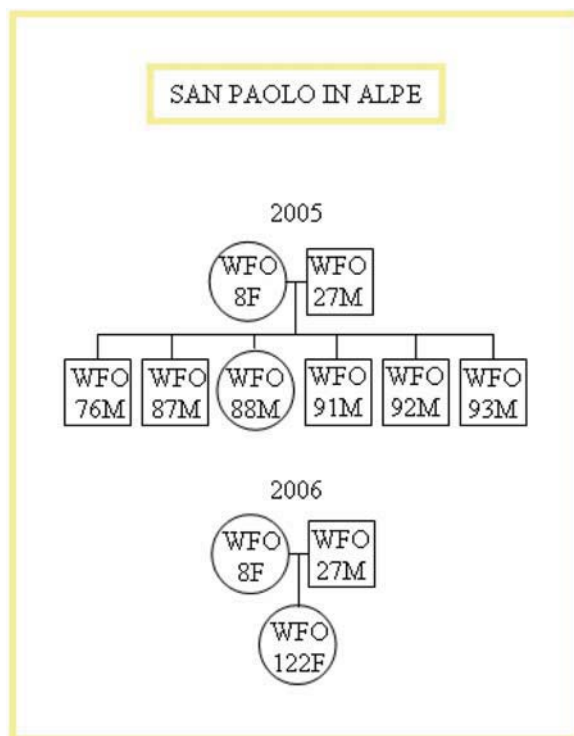 SAN PAOLO IN ALPE
2005
WFO
8F
WFO
27M
WFO
76M
WFO
87M
WFO
88M
WFO
91M
WFO
92M
WFO
93M
2006
WFO
8F
WFO
27M
WFO
122F